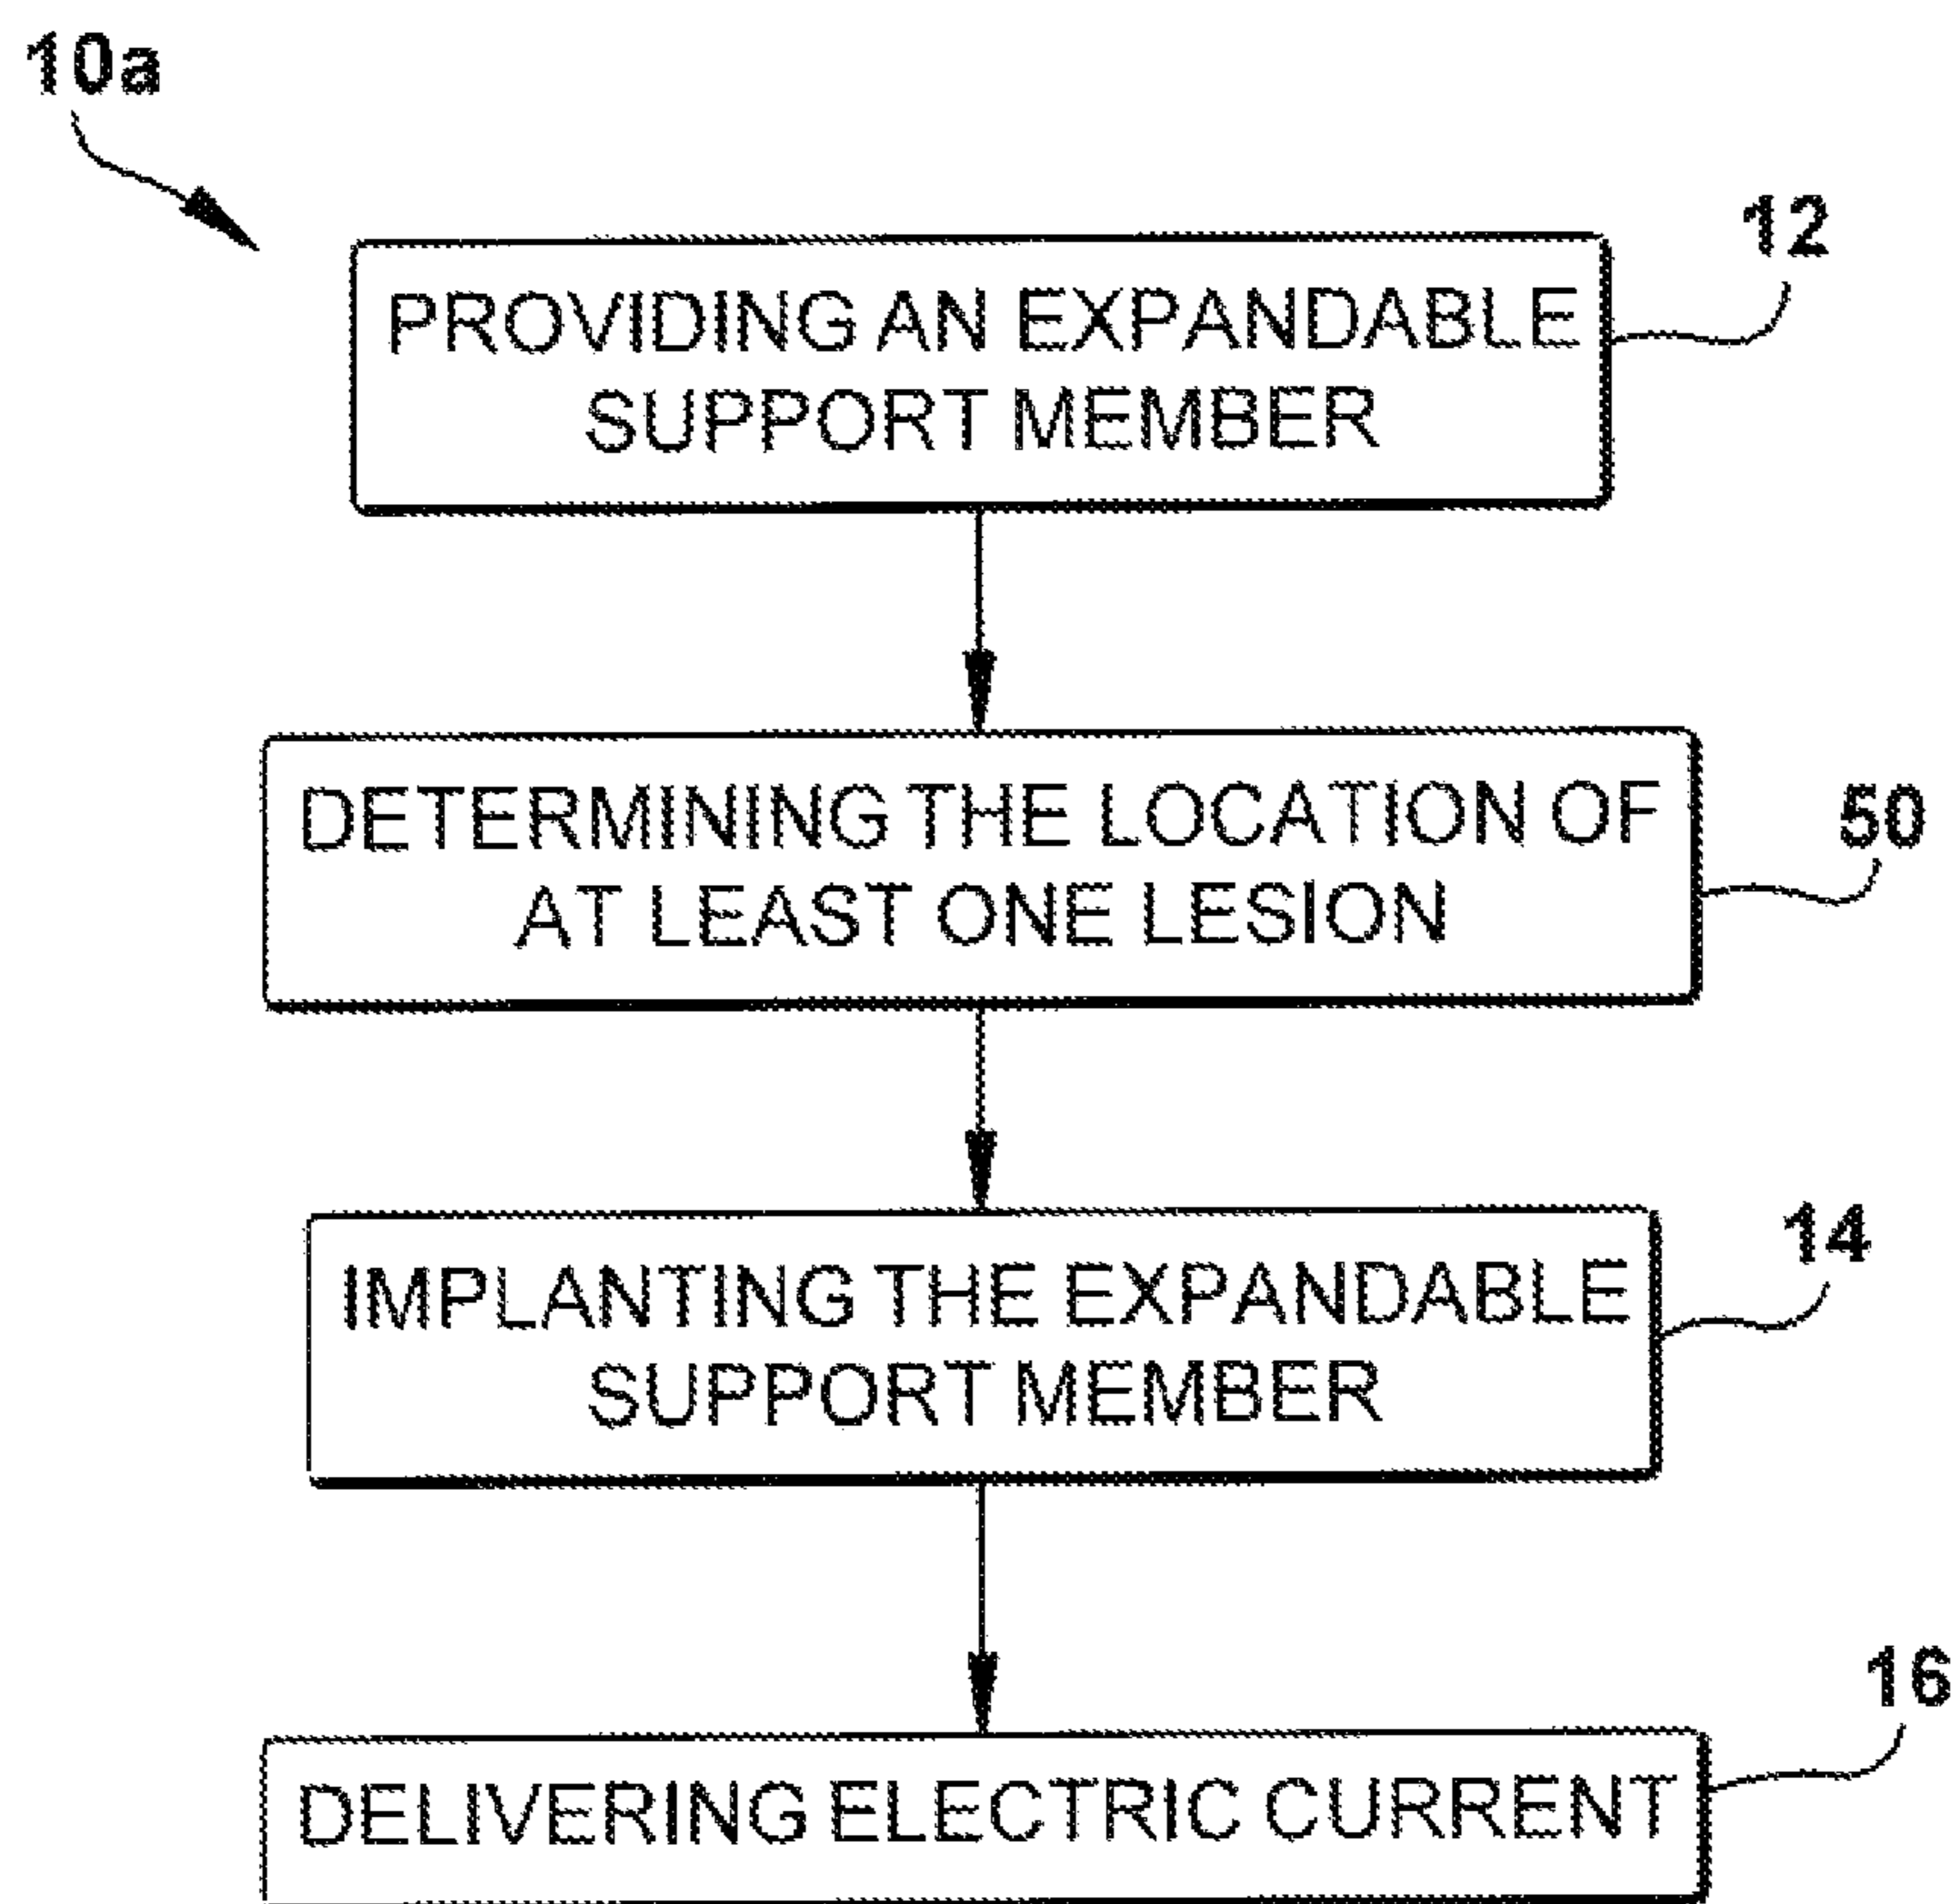 10a
12
PROVIDING AN EXPANDABLE
SUPPORT MEMBER
DETERMINING THE LOCATION OF
AT LEAST ONE LESION
50
14
IMPLANTING THE EXPANDABLE
SUPPORT MEMBER
16
DELIVERING ELECTRIC CURRENT